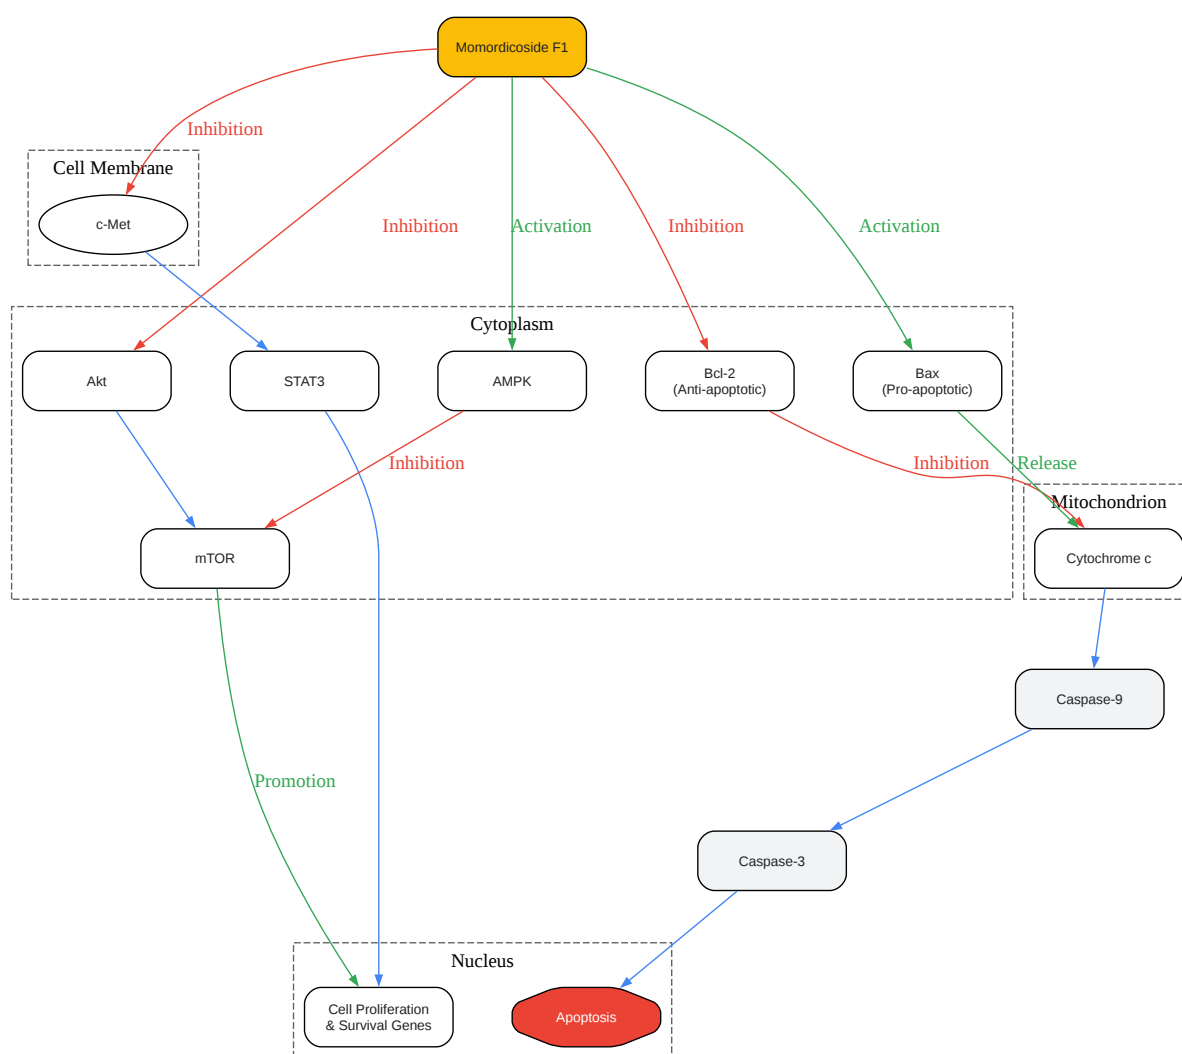 Momordicoside F1
Inhibition
Cell Membrane
c-Met
Inhibition
Activation
Inhibition
Activation
Cytoplasm
Akt
STAT3
AMPK
Bcl-2
(Anti-apoptotic)
Bax
(Pro-apoptotic)
Inhibition
Inhibition
Release
Mitochondrion
mTOR
Cytochrome c
Caspase-9
Promotion
Caspase-3
Nucleus
Cell Proliferation
& Survival Genes
Apoptosis